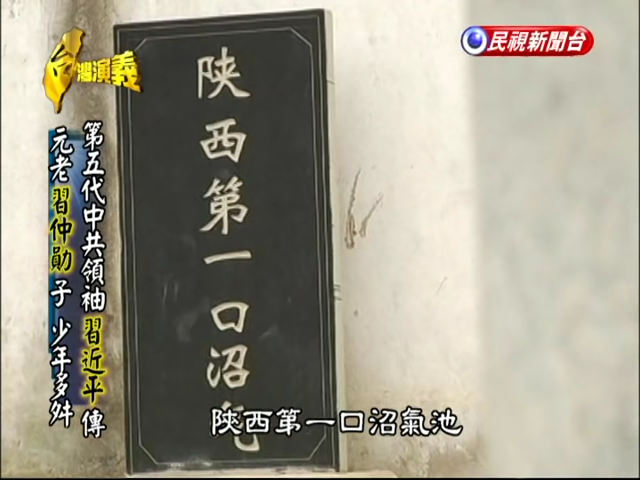 台灣演義
民視新聞台
第五代中共領袖習近平傳
元老習仲勛子 少年多舛
陕西第一口沼气
陝西第一口沼氣池